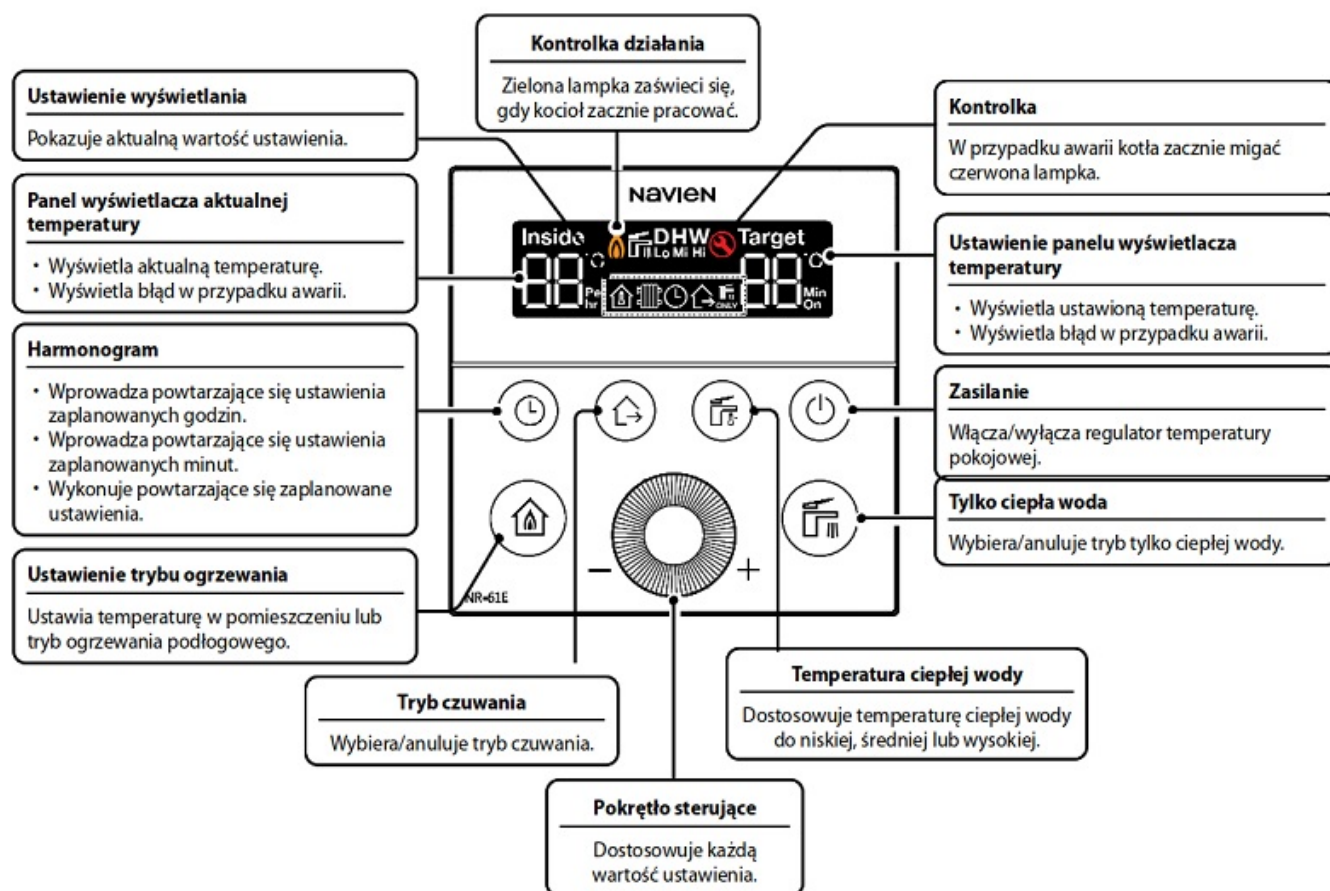 Kontrolka działania
Zielona lampka zaświeci się,
gdy kocioł zacznie pracować.
Ustawienie wyświetlania
Pokazuje aktualną wartość ustawienia.
Kontrolka
W przypadku awarii kotła zacznie migać
czerwona lampka.
Panel wyświetlacza aktualnej
temperatury
• Wyświetla aktualną temperaturę.
• Wyświetla błąd w przypadku awarii.
NAVIEN
Inside DHW Target
Lo Mi Hi
88 °C 88 °C
Pe
hr
ONLY
Min
On
Ustawienie panelu wyświetlacza
temperatury
• Wyświetla ustawioną temperaturę.
• Wyświetla błąd w przypadku awarii.
Harmonogram
• Wprowadza powtarzające się ustawienia
zaplanowanych godzin.
• Wprowadza powtarzające się ustawienia
zaplanowanych minut.
• Wykonuje powtarzające się zaplanowane
ustawienia.
Zasilanie
Włącza/wyłącza regulator temperatury
pokojowej.
Tylko ciepła woda
Wybiera/anuluje tryb tylko ciepłej wody.
Ustawienie trybu ogrzewania
Ustawia temperaturę w pomieszczeniu lub
tryb ogrzewania podłogowego.
− +
NR-61E
Tryb czuwania
Wybiera/anuluje tryb czuwania.
Temperatura ciepłej wody
Dostosowuje temperaturę ciepłej wody
do niskiej, średniej lub wysokiej.
Pokrętło sterujące
Dostosowuje każdą
wartość ustawienia.